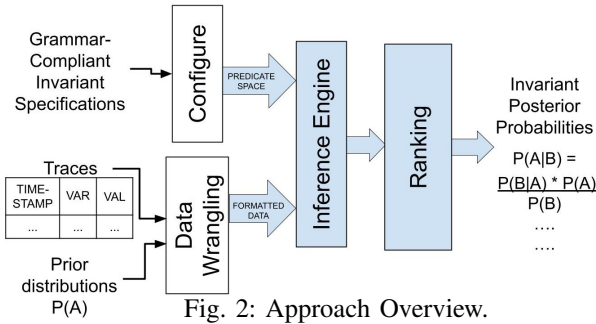 Grammar-
Compliant
Invariant
Specifications
Configure
PREDICATE
SPACE
Traces
TIME-
STAMP
VAR
VAL
...
...
...
Prior
distributions
P(A)
Data
Wrangling
FORMATTED
DATA
Inference Engine
Ranking
Invariant
Posterior
Probabilities
P(A|B) =
P(B|A) * P(A)
P(B)
....
....
Fig. 2: Approach Overview.